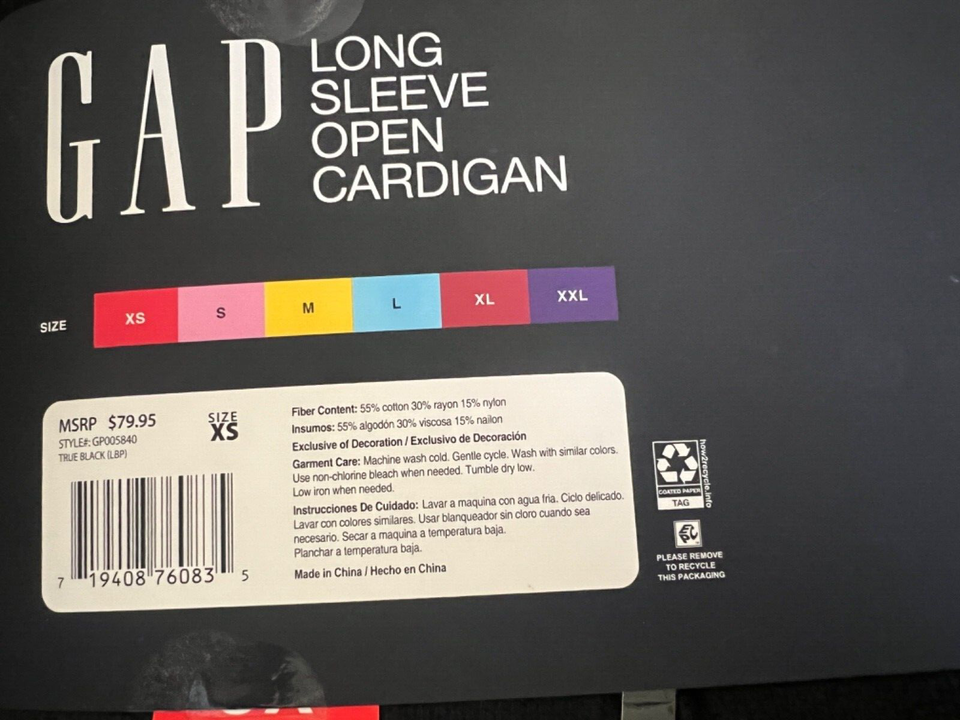 GAP
LONG
SLEEVE
OPEN
CARDIGAN
SIZE
XS
S
M
L
XL
XXL
MSRP $79.95
STYLE#: GP005840
TRUE BLACK (LBP)
SIZE
XS
7 19408 76083 5
Fiber Content: 55% cotton 30% rayon 15% nylon
Insumos: 55% algodón 30% viscosa 15% nailon
Exclusive of Decoration / Exclusivo de Decoración
Garment Care: Machine wash cold. Gentle cycle. Wash with similar colors.
Use non-chlorine bleach when needed. Tumble dry low.
Low iron when needed.
Instrucciones De Cuidado: Lavar a maquina con agua fria. Ciclo delicado.
Lavar con colores similares. Usar blanqueador sin cloro cuando sea
necesario. Secar a maquina a temperatura baja.
Planchar a temperatura baja.
Made in China / Hecho en China
COATED PAPER
TAG
how2recycle.info
PLEASE REMOVE
TO RECYCLE
THIS PACKAGING